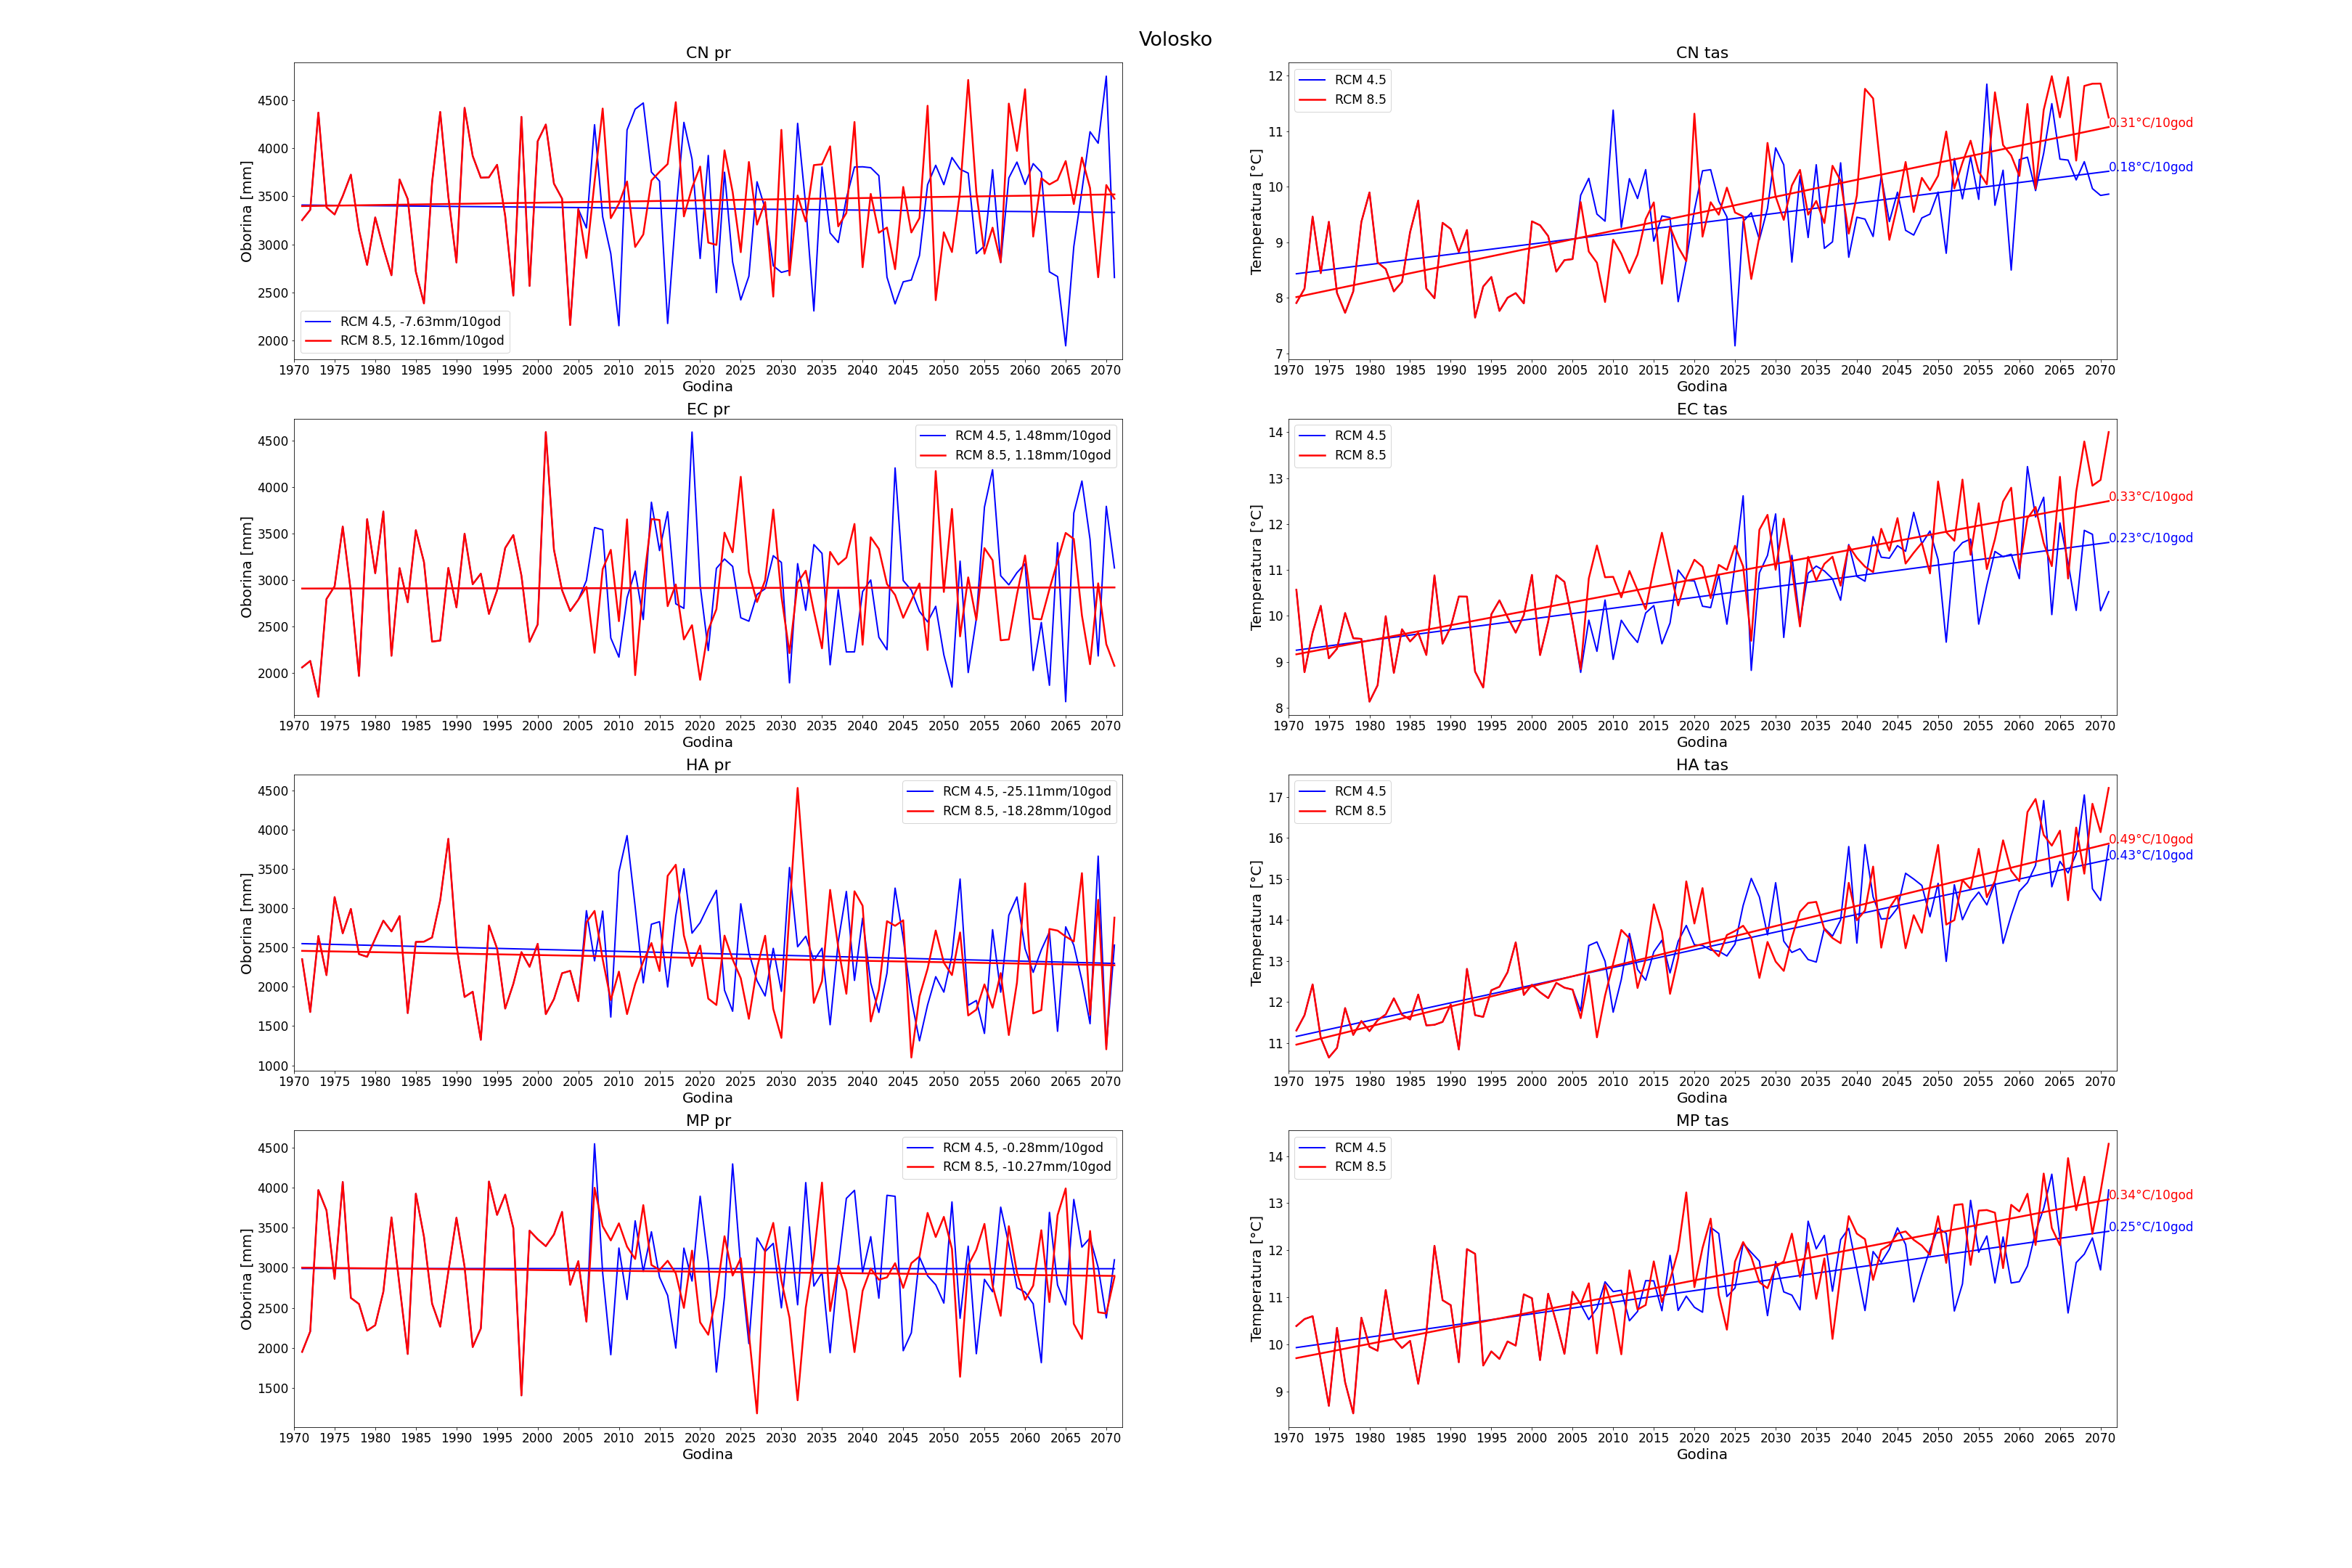 Volosko
CN pr
Oborina [mm]
4500
4000
3500
3000
2500
2000
RCM 4.5, -7.63mm/10god
RCM 8.5, 12.16mm/10god
1970 1975 1980 1985 1990 1995 2000 2005 2010 2015 2020 2025 2030 2035 2040 2045 2050 2055 2060 2065 2070
Godina
CN tas
Temperatura [°C]
12
11
10
9
8
7
RCM 4.5
RCM 8.5
0.31°C/10god
0.18°C/10god
1970 1975 1980 1985 1990 1995 2000 2005 2010 2015 2020 2025 2030 2035 2040 2045 2050 2055 2060 2065 2070
Godina
EC pr
Oborina [mm]
4500
4000
3500
3000
2500
2000
RCM 4.5, 1.48mm/10god
RCM 8.5, 1.18mm/10god
1970 1975 1980 1985 1990 1995 2000 2005 2010 2015 2020 2025 2030 2035 2040 2045 2050 2055 2060 2065 2070
Godina
EC tas
Temperatura [°C]
14
13
12
11
10
9
8
RCM 4.5
RCM 8.5
0.33°C/10god
0.23°C/10god
1970 1975 1980 1985 1990 1995 2000 2005 2010 2015 2020 2025 2030 2035 2040 2045 2050 2055 2060 2065 2070
Godina
HA pr
Oborina [mm]
4500
4000
3500
3000
2500
2000
1500
1000
RCM 4.5, -25.11mm/10god
RCM 8.5, -18.28mm/10god
1970 1975 1980 1985 1990 1995 2000 2005 2010 2015 2020 2025 2030 2035 2040 2045 2050 2055 2060 2065 2070
Godina
HA tas
Temperatura [°C]
17
16
15
14
13
12
11
RCM 4.5
RCM 8.5
0.49°C/10god
0.43°C/10god
1970 1975 1980 1985 1990 1995 2000 2005 2010 2015 2020 2025 2030 2035 2040 2045 2050 2055 2060 2065 2070
Godina
MP pr
Oborina [mm]
4500
4000
3500
3000
2500
2000
1500
RCM 4.5, -0.28mm/10god
RCM 8.5, -10.27mm/10god
1970 1975 1980 1985 1990 1995 2000 2005 2010 2015 2020 2025 2030 2035 2040 2045 2050 2055 2060 2065 2070
Godina
MP tas
Temperatura [°C]
14
13
12
11
10
9
RCM 4.5
RCM 8.5
0.34°C/10god
0.25°C/10god
1970 1975 1980 1985 1990 1995 2000 2005 2010 2015 2020 2025 2030 2035 2040 2045 2050 2055 2060 2065 2070
Godina